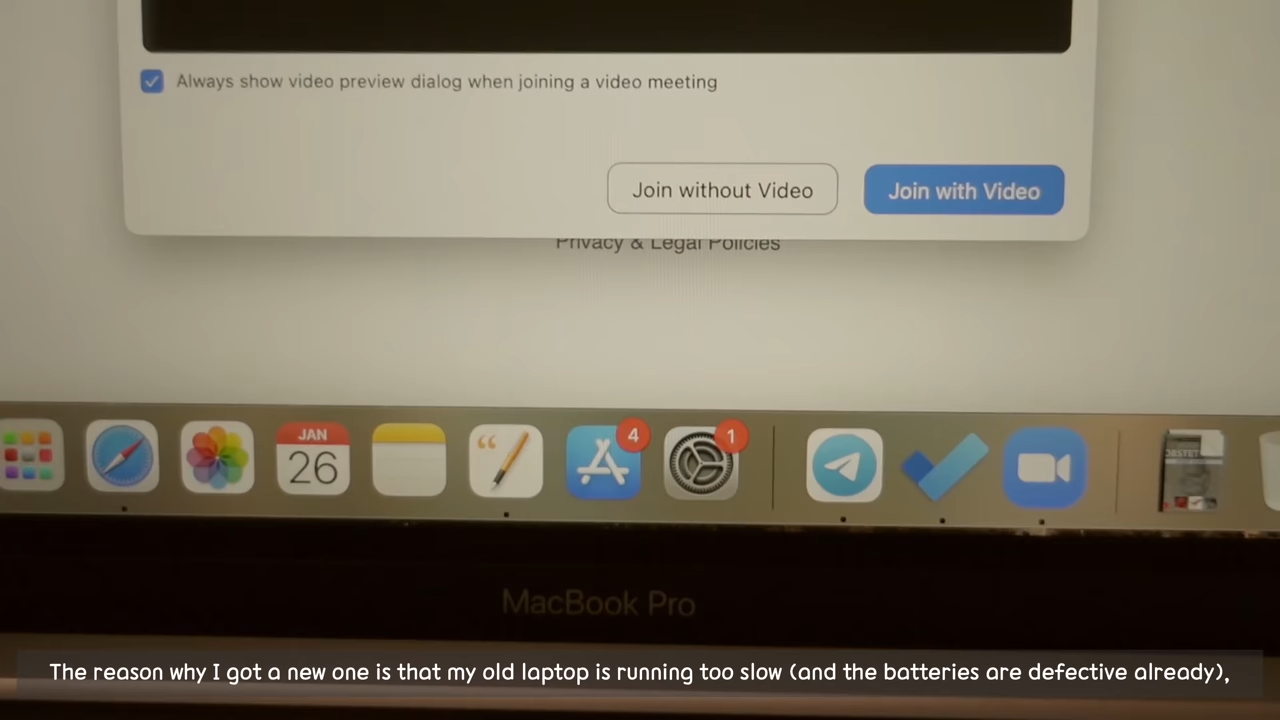 Always show video preview dialog when joining a video meeting
Join without Video
Join with Video
Privacy & Legal Policies
JAN
26
4
1
MacBook Pro
The reason why I got a new one is that my old laptop is running too slow (and the batteries are defective already),